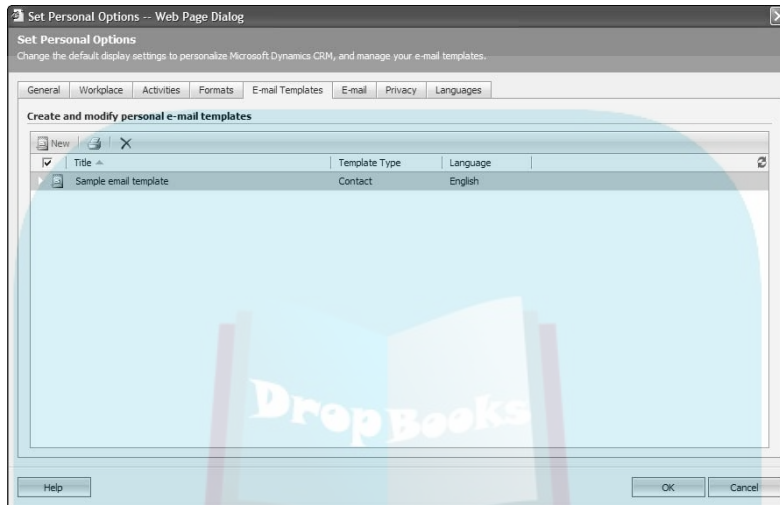 Set Personal Options -- Web Page Dialog
Set Personal Options
Change the default display settings to personalize Microsoft Dynamics CRM, and manage your e-mail templates.
General Workplace Activities Formats E-mail Templates E-mail Privacy Languages
Create and modify personal e-mail templates
New
Title Template Type Language
Sample email template Contact English
DropBooks
Help OK Cancel